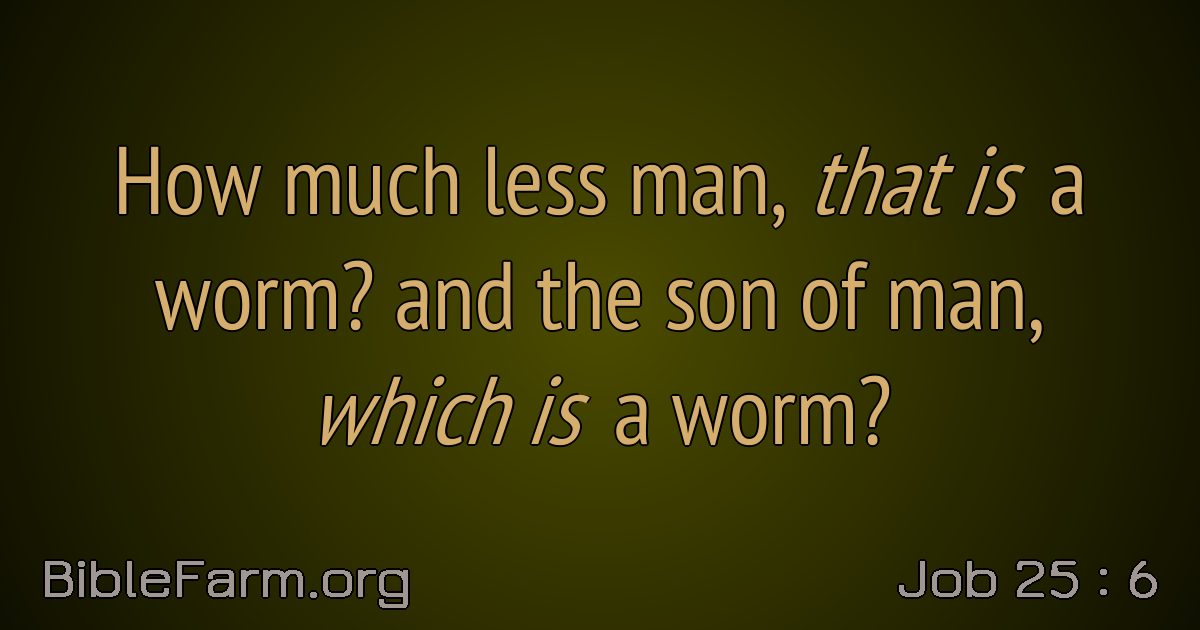 How much less man, that is a
worm? and the son of man,
which is a worm?
BibleFarm.org
Job 25 : 6